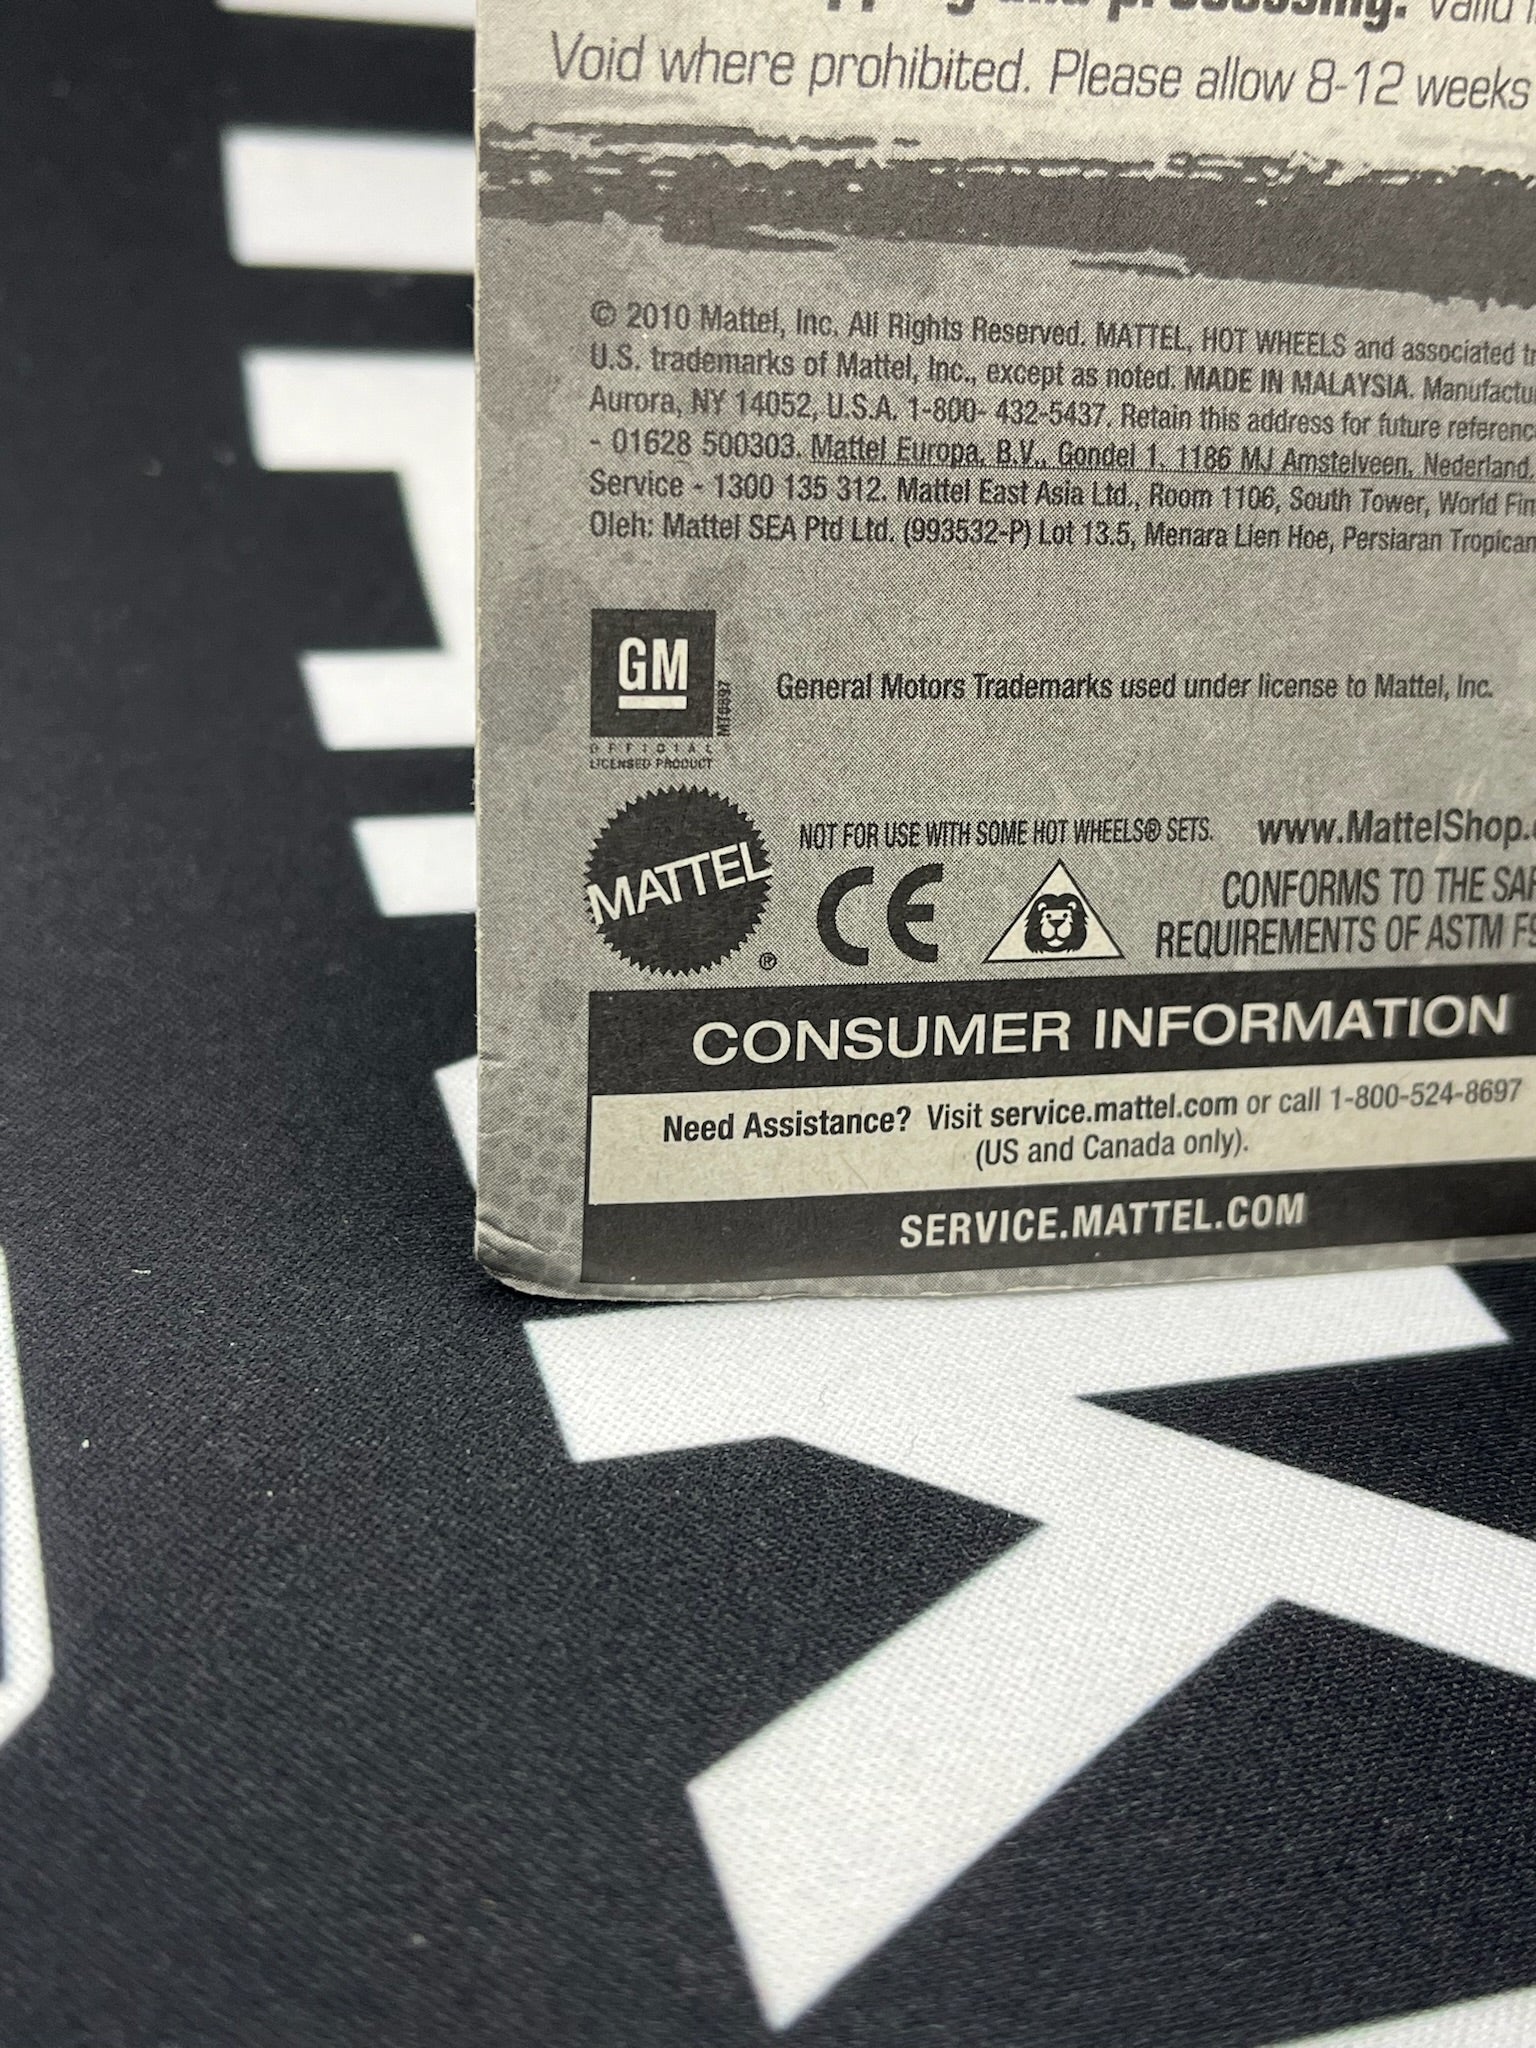 and processing. Valid
Void where prohibited. Please allow 8-12 weeks
© 2010 Mattel, Inc. All Rights Reserved. MATTEL, HOT WHEELS and associated
U.S. trademarks of Mattel, Inc., except as noted. MADE IN MALAYSIA.
Aurora, NY 14052, U.S.A. 1-800- 432-5437. Retain this address for future
- 01628 500303. Mattel Europa, B.V., Gondel 1, 1186 MJ Amstelveen, Nederland.
Service - 1300 135 312. Mattel East Asia Ltd., Room 1106, South Tower, World
Oleh: Mattel SEA Ptd Ltd. (993532-P) Lot 13.5, Menara Lien Hoe, Persiaran
GM
OFFICIAL
LICENSED PRODUCT
General Motors Trademarks used under license to Mattel, Inc.
MATTEL ®
NOT FOR USE WITH SOME HOT WHEELS® SETS. www.MattelShop.
CE
CONFORMS TO THE
REQUIREMENTS OF ASTM
CONSUMER INFORMATION
Need Assistance? Visit service.mattel.com or call 1-800-524-8697
(US and Canada only).
SERVICE.MATTEL.COM